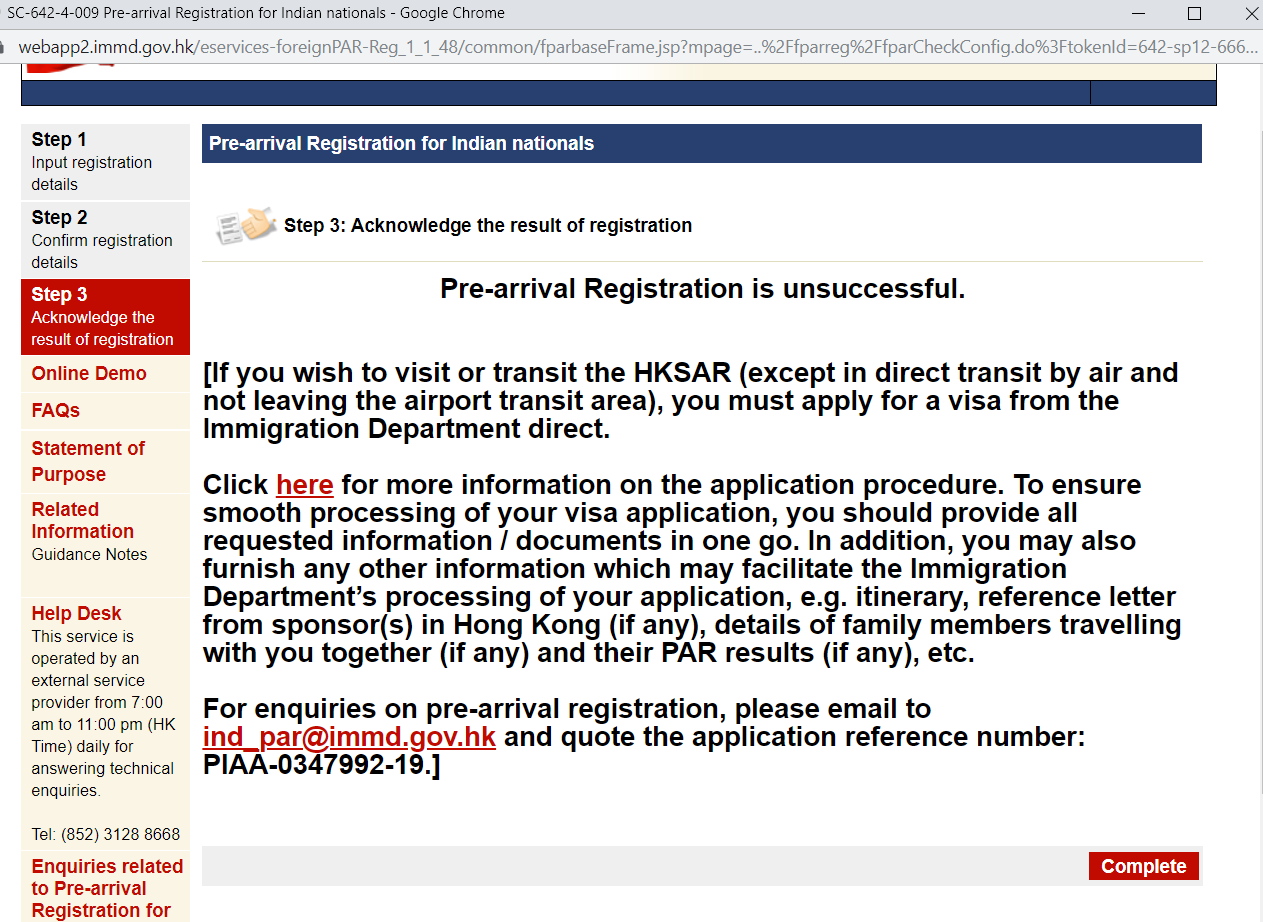 SC-642-4-009 Pre-arrival Registration for Indian nationals - Google Chrome
webapp2.immd.gov.hk/eservices-foreignPAR-Reg_1_1_48/common/fparbaseFrame.jsp?mpage=..%2Ffparreg%2FfparCheckConfig.do%3FtokenId=642-sp12-666...
Step 1
Input registration
details
Step 2
Confirm registration
details
Step 3
Acknowledge the
result of registration
Online Demo
FAQs
Statement of
Purpose
Related
Information
Guidance Notes
Help Desk
This service is
operated by an
external service
provider from 7:00
am to 11:00 pm (HK
Time) daily for
answering technical
enquiries.
Tel: (852) 3128 8668
Enquiries related
to Pre-arrival
Registration for
Pre-arrival Registration for Indian nationals
Step 3: Acknowledge the result of registration
Pre-arrival Registration is unsuccessful.
[If you wish to visit or transit the HKSAR (except in direct transit by air and
not leaving the airport transit area), you must apply for a visa from the
Immigration Department direct.
Click here for more information on the application procedure. To ensure
smooth processing of your visa application, you should provide all
requested information / documents in one go. In addition, you may also
furnish any other information which may facilitate the Immigration
Department’s processing of your application, e.g. itinerary, reference letter
from sponsor(s) in Hong Kong (if any), details of family members travelling
with you together (if any) and their PAR results (if any), etc.
For enquiries on pre-arrival registration, please email to
ind_par@immd.gov.hk and quote the application reference number:
PIAA-0347992-19.]
Complete